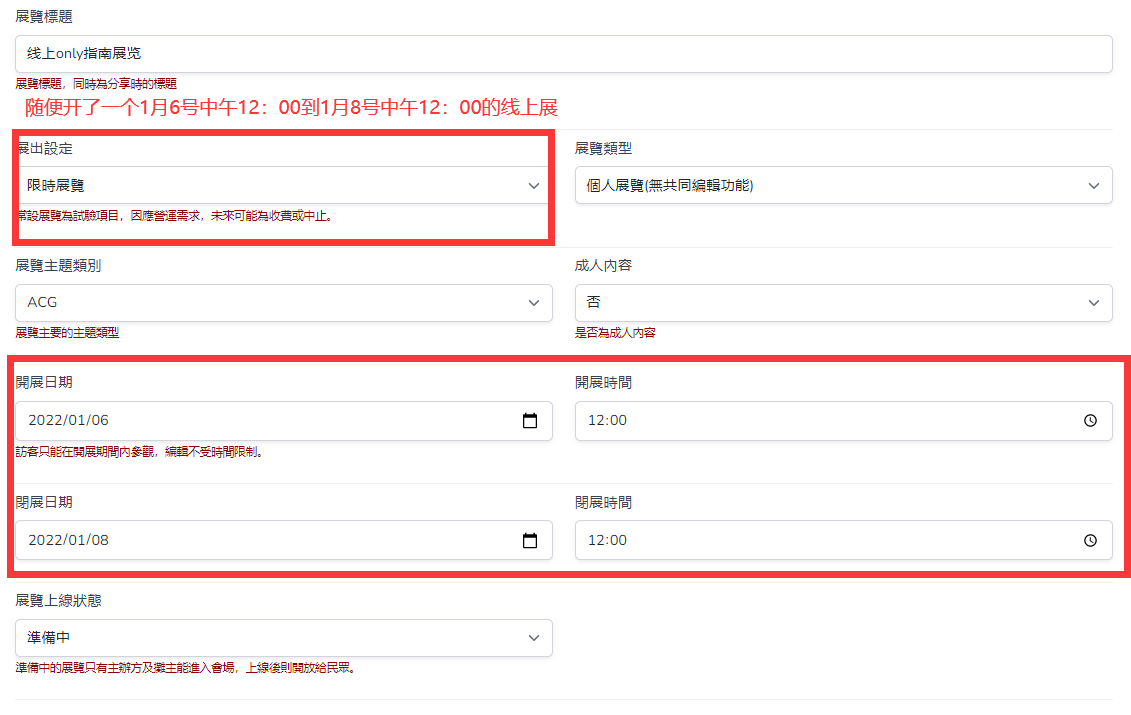 展覽標題
线上only指南展览
展覽標題，同時為分享時的標題
随便开了一个1月6号中午12：00到1月8号中午12：00的线上展
展出設定
展覽類型
限時展覽
個人展覽(無共同編輯功能)
常設展覽為試驗項目，因應營運需求，未來可能為收費或中止。
展覽主題類別
成人內容
ACG
否
展覽主要的主題類型
是否為成人內容
開展日期
開展時間
2022/01/06
12:00
訪客只能在開展期間內參觀，編輯不受時間限制。
閉展日期
閉展時間
2022/01/08
12:00
展覽上線狀態
準備中
準備中的展覽只有主辦方及攤主能進入會場，上線後則開放給民眾。